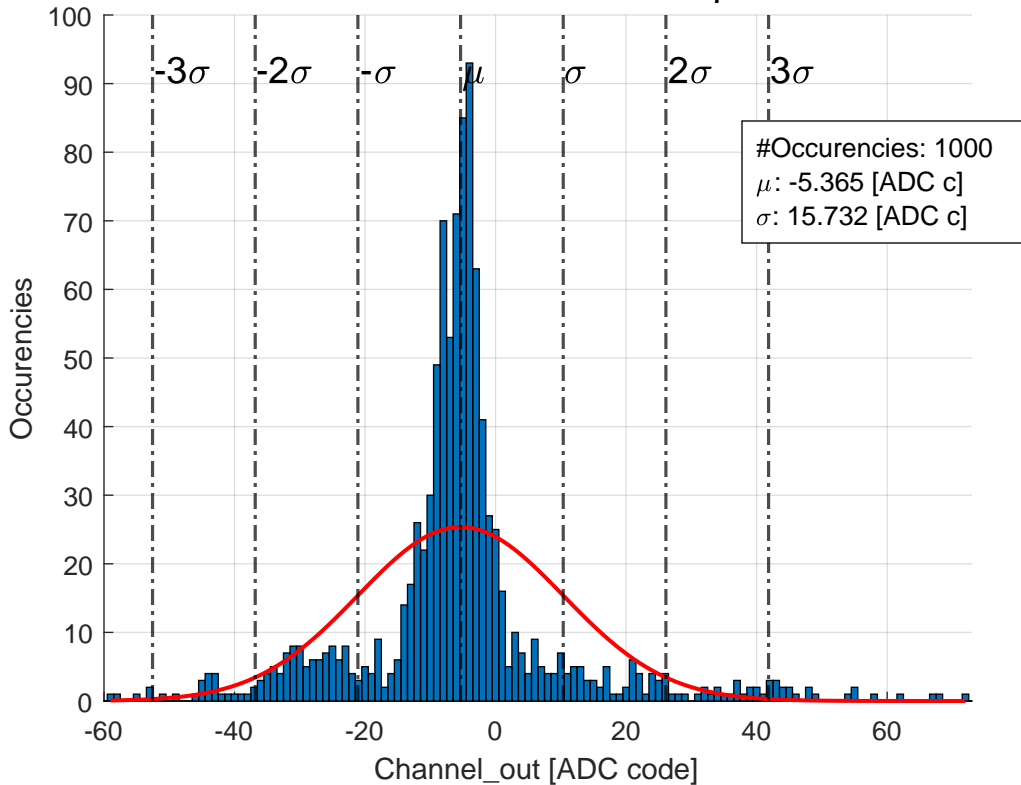 100
90
80
70
60
50
40
30
20
10
0
Occurencies
-3σ
-2σ
-σ
μ
σ
2σ
3σ
#Occurencies: 1000
μ: -5.365 [ADC c]
σ: 15.732 [ADC c]
-60
-40
-20
0
20
40
60
Channel_out [ADC code]